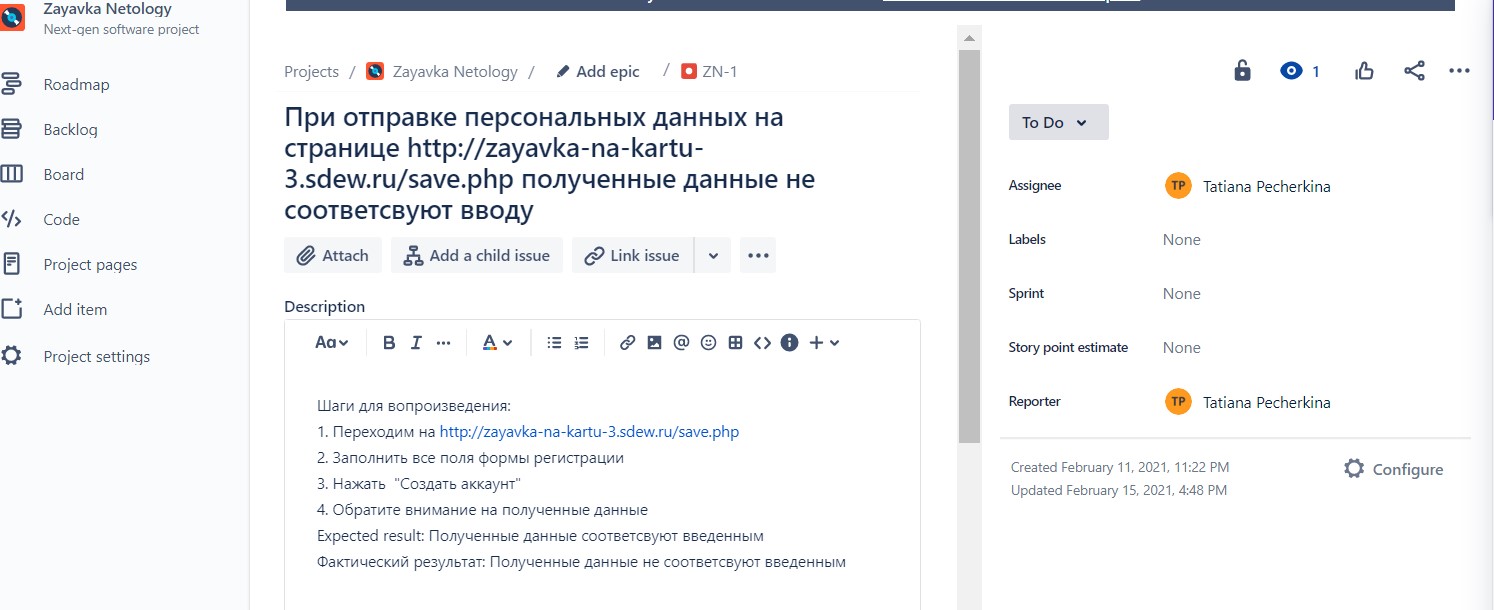 Zayavka Netology
Next-gen software project
Roadmap
Backlog
Board
Code
Project pages
Add item
Project settings
Projects / Zayavka Netology / Add epic / ZN-1
При отправке персональных данных на
странице http://zayavka-na-kartu-
3.sdew.ru/save.php полученные данные не
соответсвуют вводу
Attach Add a child issue Link issue
Description
Aa B I A
Шаги для вопроизведения:
1. Переходим на http://zayavka-na-kartu-3.sdew.ru/save.php
2. Заполнить все поля формы регистрации
3. Нажать "Создать аккаунт"
4. Обратите внимание на полученные данные
Expected result: Полученные данные соответсвуют введенным
Фактический результат: Полученные данные не соответсвуют введенным
1
To Do
Assignee TP Tatiana Pecherkina
Labels None
Sprint None
Story point estimate None
Reporter TP Tatiana Pecherkina
Created February 11, 2021, 11:22 PM
Updated February 15, 2021, 4:48 PM
Configure